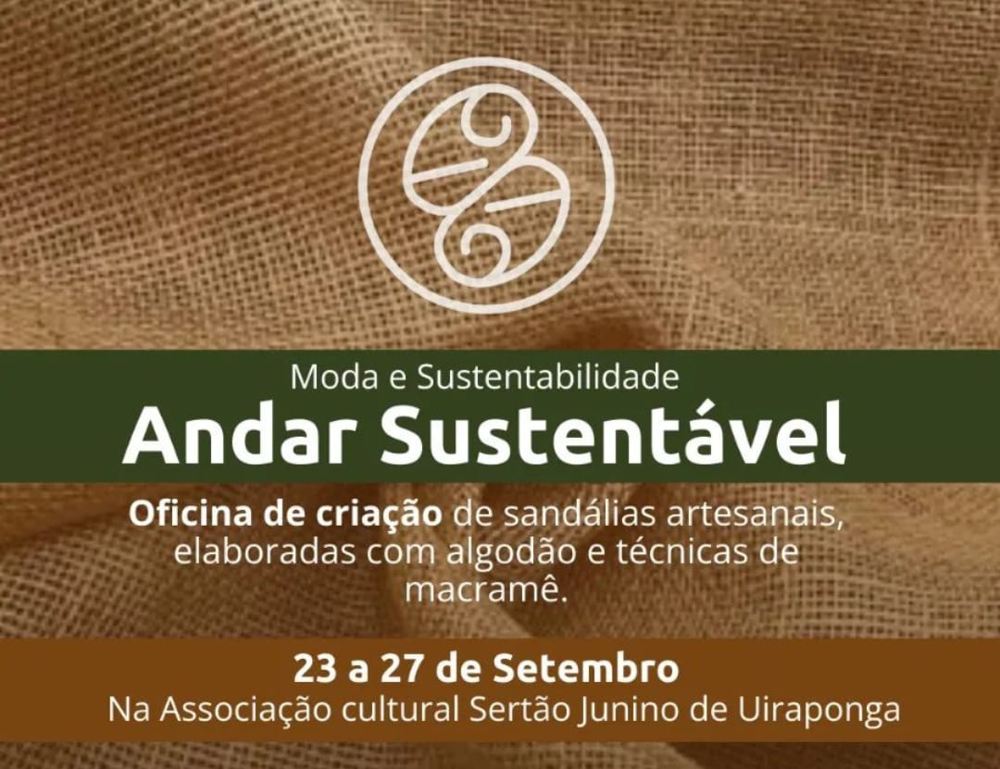 Moda e Sustentabilidade
Andar Sustentável
Oficina de criação de sandálias artesanais,
elaboradas com algodão e técnicas de
macramê.
23 a 27 de Setembro
Na Associação cultural Sertão Junino de Uiraponga